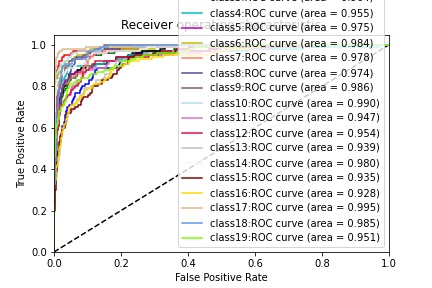 Receiver
class4:ROC curve (area = 0.955)
class5:ROC curve (area = 0.975)
class6:ROC curve (area = 0.984)
class7:ROC curve (area = 0.976)
class8:ROC curve (area = 0.974)
class9:ROC curve (area = 0.986)
class10:ROC curve (area = 0.990)
class11:ROC curve (area = 0.947)
class12:ROC curve (area = 0.954)
class13:ROC curve (area = 0.939)
class14:ROC curve (area = 0.980)
class15:ROC curve (area = 0.935)
class16:ROC curve (area = 0.928)
class17:ROC curve (area = 0.995)
class18:ROC curve (area = 0.985)
class19:ROC curve (area = 0.951)
True Positive Rate
1.0
0.8
0.6
0.4
0.2
0.0
0.0 0.2 0.4 0.6 0.8 1.0
False Positive Rate